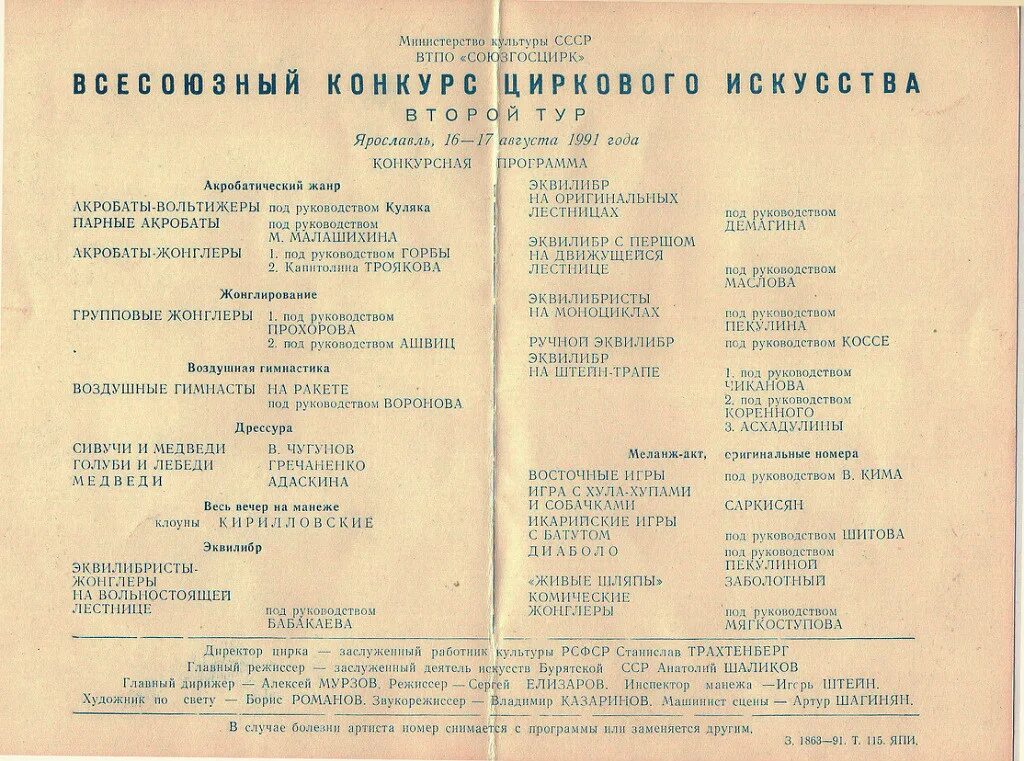 Министерство культуры СССР
ВТПО «СОЮЗГОСЦИРК»
ВСЕСОЮЗНЫЙ КОНКУРС ЦИРКОВОГО ИСКУССТВА
ВТОРОЙ ТУР
Ярославль, 16—17 августа 1991 года
КОНКУРСНАЯ ПРОГРАММА
Акробатический жанр
АКРОБАТЫ-ВОЛЬТИЖЕРЫ под руководством Куляка
ПАРНЫЕ АКРОБАТЫ под руководством
М. МАЛАШИХИНА
АКРОБАТЫ-ЖОНГЛЕРЫ 1. под руководством ГОРБЫ
2. Капитолина ТРОЯКОВА
Жонглирование
ГРУППОВЫЕ ЖОНГЛЕРЫ 1. под руководством
ПРОХОРОВА
2. под руководством АШВИЦ
Воздушная гимнастика
ВОЗДУШНЫЕ ГИМНАСТЫ НА РАКЕТЕ
под руководством ВОРОНОВА
Дрессура
СИВУЧИ И МЕДВЕДИ В. ЧУГУНОВ
ГОЛУБИ И ЛЕБЕДИ ГРЕЧАНЕНКО
МЕДВЕДИ АДАСКИНА
Весь вечер на манеже
клоуны КИРИЛЛОВСКИЕ
Эквилибр
ЭКВИЛИБРИСТЫ-
ЖОНГЛЕРЫ
НА ВОЛЬНОСТОЯЩЕЙ
ЛЕСТНИЦЕ под руководством
БАБАКАЕВА
ЭКВИЛИБР
НА ОРИГИНАЛЬНЫХ
ЛЕСТНИЦАХ под руководством
ДЕМАГИНА
ЭКВИЛИБР С ПЕРШОМ
НА ДВИЖУЩЕЙСЯ
ЛЕСТНИЦЕ под руководством
МАСЛОВА
ЭКВИЛИБРИСТЫ
НА МОНОЦИКЛАХ под руководством
ПЕКУЛИНА
РУЧНОЙ ЭКВИЛИБР под руководством КОССЕ
ЭКВИЛИБР
НА ШТЕЙН-ТРАПЕ 1. под руководством
ЧИКАНОВА
2. под руководством
КОРЕННОГО
3. АСХАДУЛИНЫ
Меланж-акт, оригинальные номера
ВОСТОЧНЫЕ ИГРЫ под руководством В. КИМА
ИГРА С ХУЛА-ХУПАМИ
И СОБАЧКАМИ САРКИСЯН
ИКАРИЙСКИЕ ИГРЫ
С БАТУТОМ под руководством ШИТОВА
ДИАБОЛО под руководством
ПЕКУЛИНОЙ
«ЖИВЫЕ ШЛЯПЫ» ЗАБОЛОТНЫЙ
КОМИЧЕСКИЕ
ЖОНГЛЕРЫ под руководством
МЯГКОСТУПОВА
Директор цирка — заслуженный работник культуры РСФСР Станислав ТРАХТЕНБЕРГ
Главный режиссер — заслуженный деятель искусств Бурятской ССР Анатолий ШАЛИКОВ
Главный дирижер — Алексей МУРЗОВ. Режиссер — Сергей ЕЛИЗАРОВ. Инспектор манежа —Игорь ШТЕЙН.
Художник по свету — Борис РОМАНОВ. Звукорежиссер — Владимир КАЗАРИНОВ. Машинист сцены — Артур ШАГИНЯН.
В случае болезни артиста номер снимается с программы или заменяется другим.
З. 1863—91. Т. 115. ЯПИ.